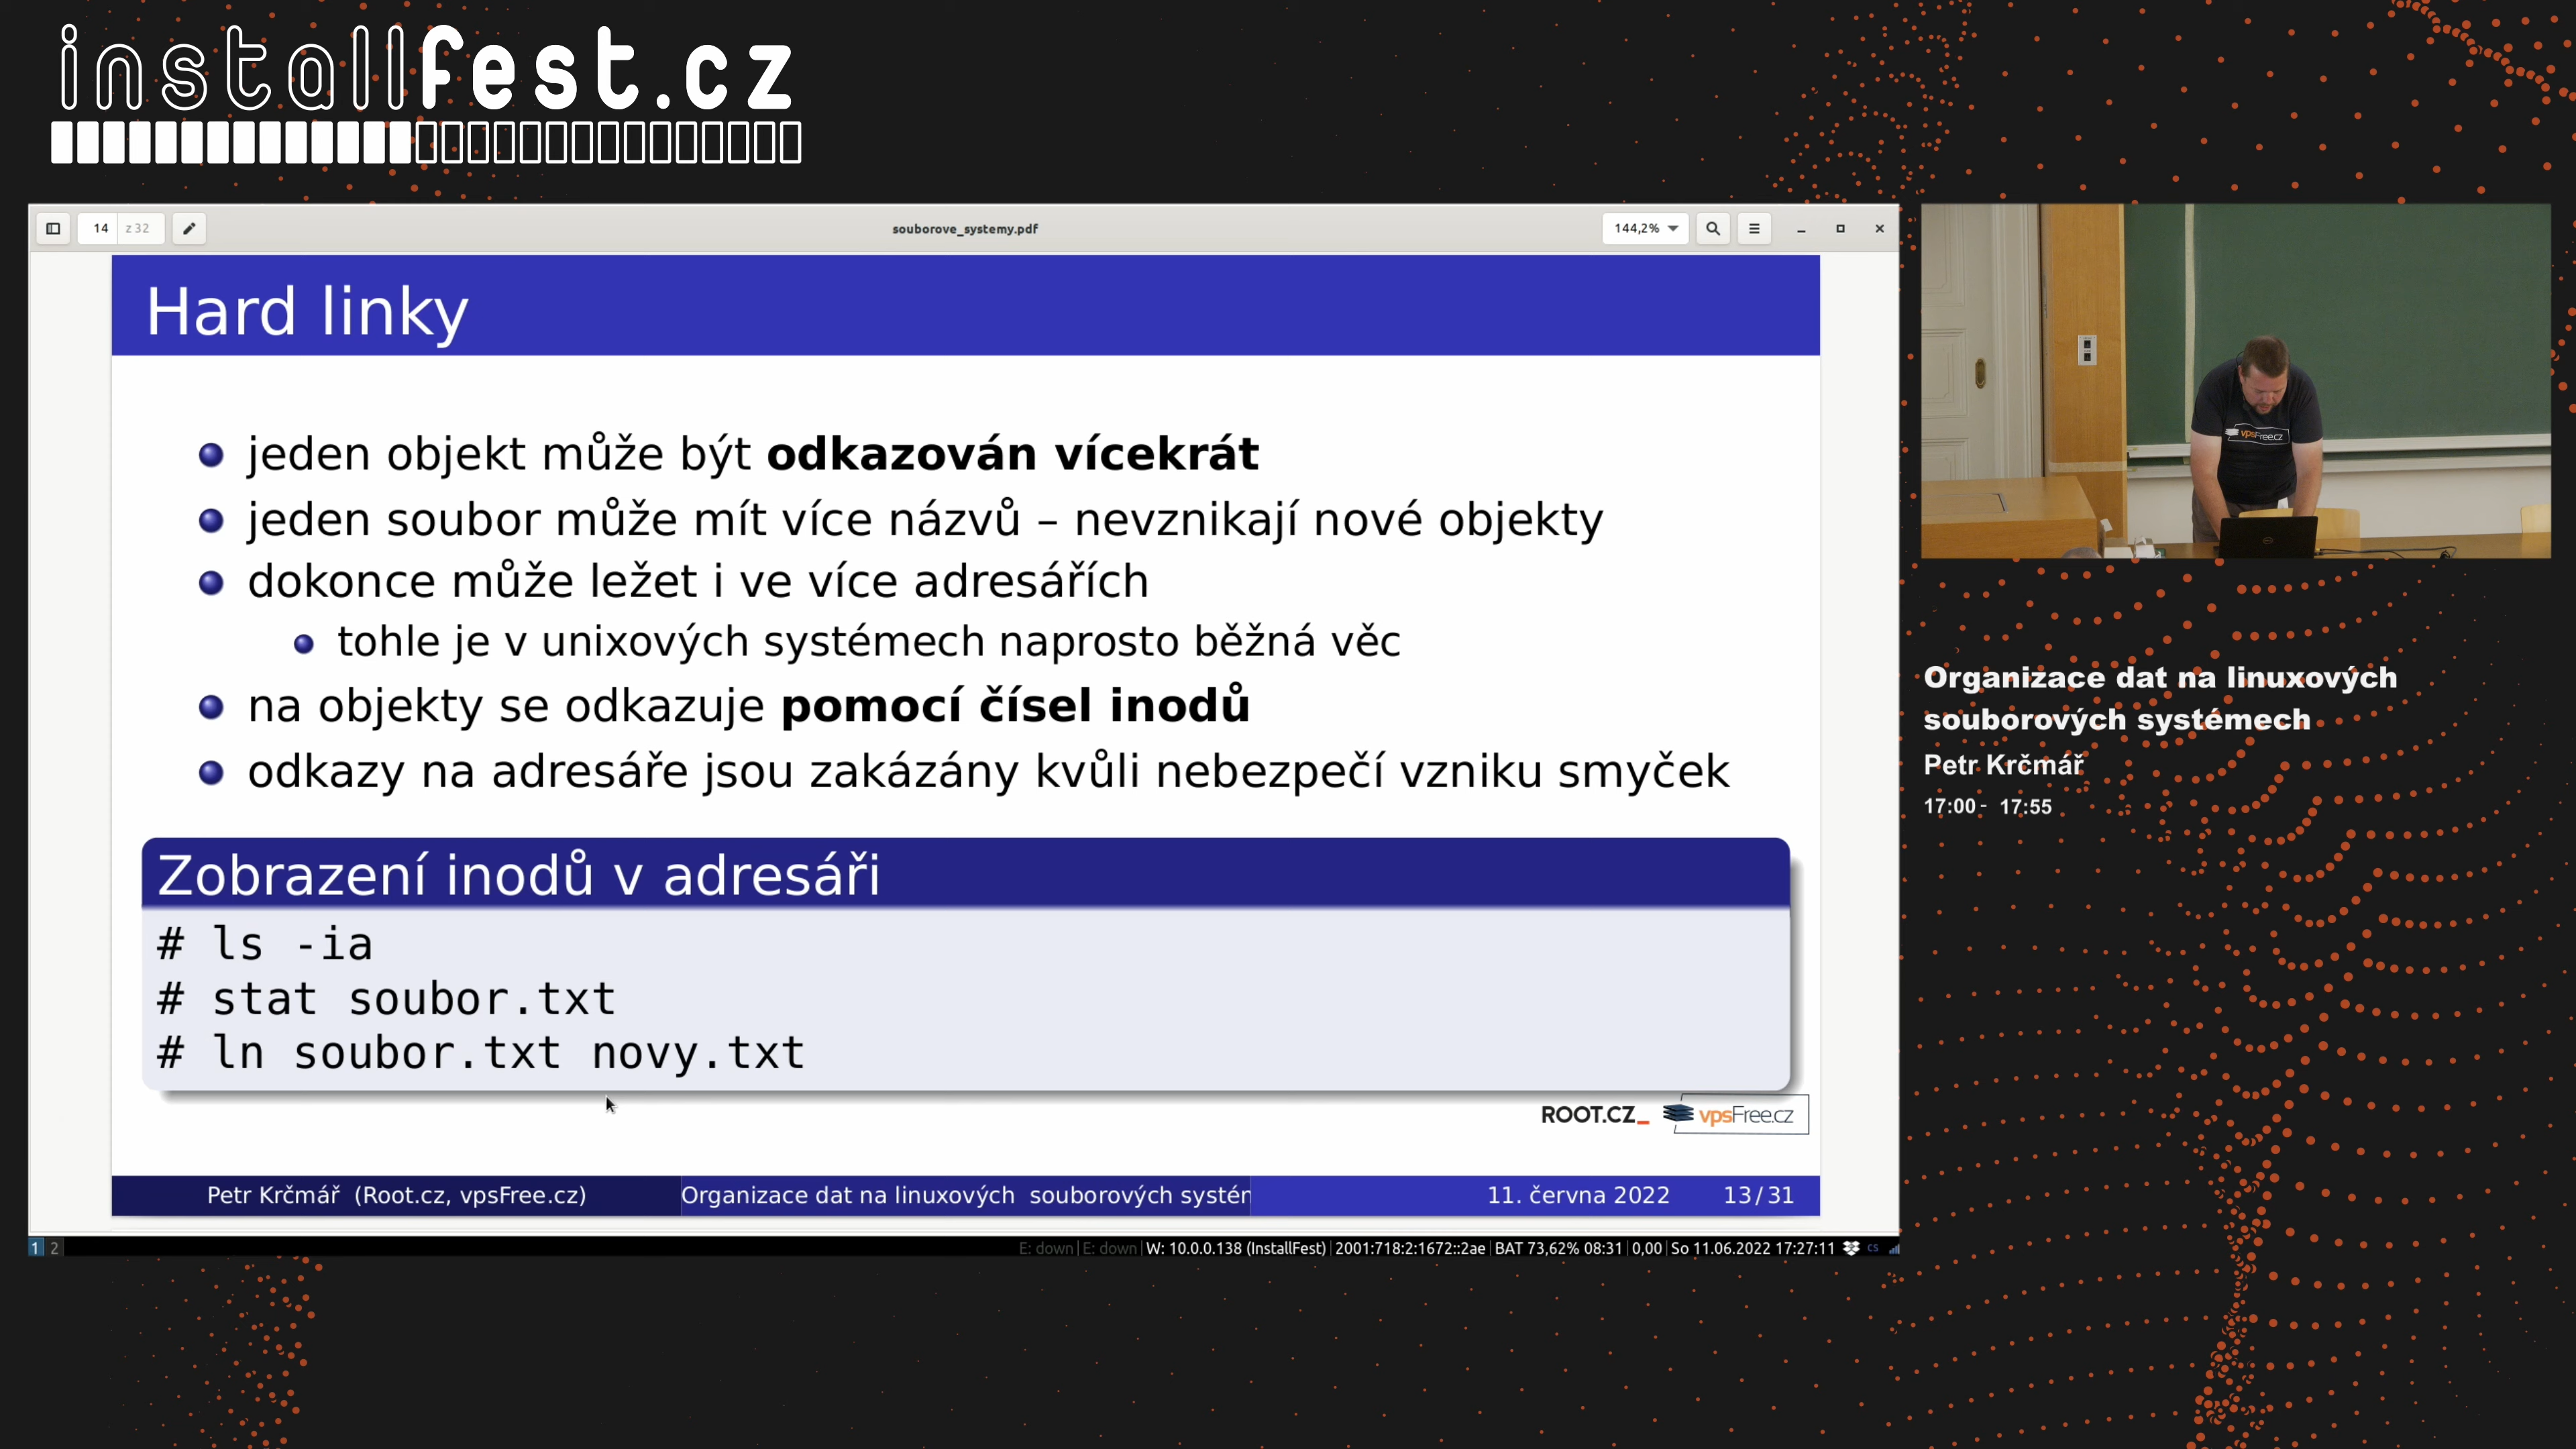 installfest.cz
14 z 32
souborove_systemy.pdf
144,2%
Hard linky
jeden objekt může být odkazován vícekrát
jeden soubor může mít více názvů – nevznikají nové objekty
dokonce může ležet i ve více adresářích
tohle je v unixových systémech naprosto běžná věc
na objekty se odkazuje pomocí čísel inodů
odkazy na adresáře jsou zakázány kvůli nebezpečí vzniku smyček
Zobrazení inodů v adresáři
# ls -ia
# stat soubor.txt
# ln soubor.txt novy.txt
ROOT.CZ_ vpsFree.cz
Petr Krčmář (Root.cz, vpsFree.cz) Organizace dat na linuxových souborových systém 11. června 2022 13/31
1 2 E: down E: down W: 10.0.0.138 (InstallFest) 2001:718:2:1672::2ae BAT 73,62% 08:31 0,00 So 11.06.2022 17:27:11 cs
vpsFree.cz
Organizace dat na linuxových
souborových systémech
Petr Krčmář
17:00 - 17:55